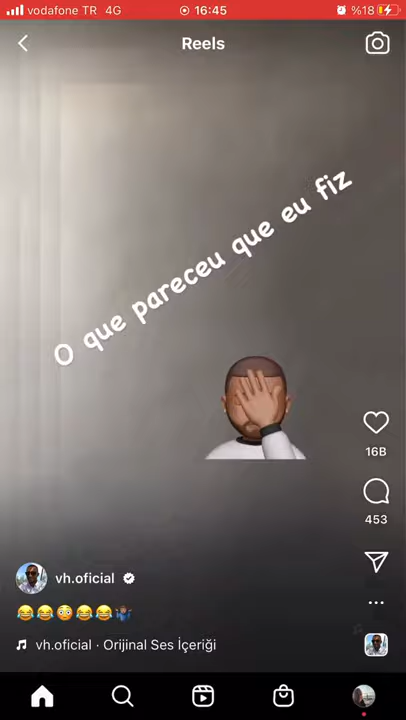 vodafone TR 4G
16:45
%18
Reels
O que pareceu que eu fiz
16B
453
vh.oficial
vh.oficial · Orijinal Ses İçeriği